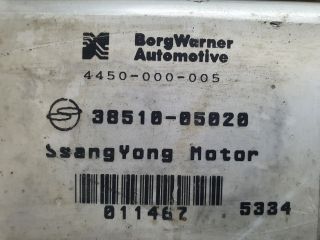 BorgWarner
Automotive
4450-000-005
38510-05020
SsangYong Motor
011467 5334